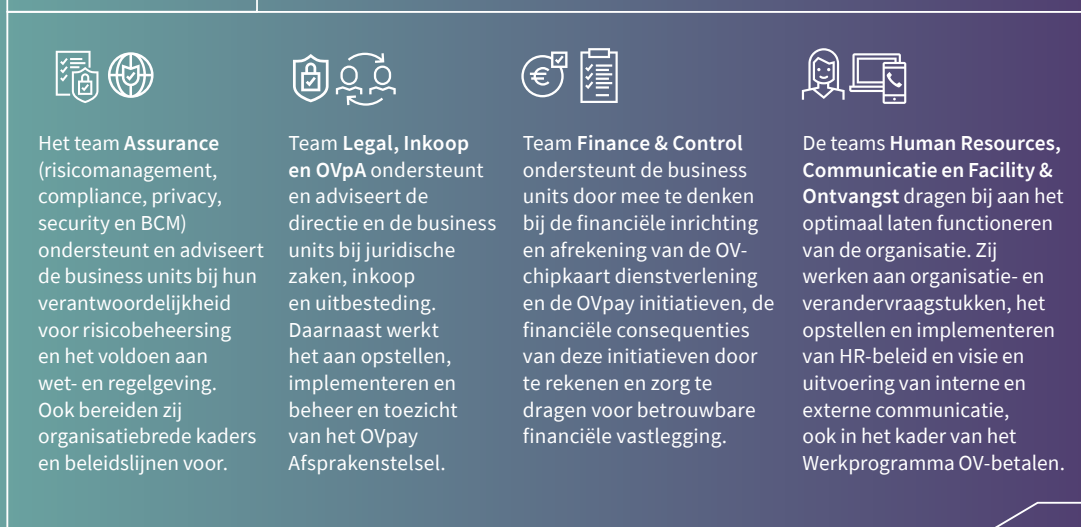 Het team Assurance
(risicomanagement,
compliance, privacy,
security en BCM)
ondersteunt en adviseert
de business units bij hun
verantwoordelijkheid
voor risicobeheersing
en het voldoen aan
wet- en regelgeving.
Ook bereiden zij
organisatiebrede kaders
en beleidslijnen voor.
Team Legal, Inkoop
en OVpA ondersteunt
en adviseert de
directie en de business
units bij juridische
zaken, inkoop
en uitbesteding.
Daarnaast werkt
het aan opstellen,
implementeren en
beheer en toezicht
van het OVpay
Afsprakenstelsel.
Team Finance & Control
ondersteunt de business
units door mee te denken
bij de financiële inrichting
en afrekening van de OV-
chipkaart dienstverlening
en de OVpay initiatieven, de
financiële consequenties
van deze initiatieven door
te rekenen en zorg te
dragen voor betrouwbare
financiële vastlegging.
De teams Human Resources,
Communicatie en Facility &
Ontvangst dragen bij aan het
optimaal laten functioneren
van de organisatie. Zij
werken aan organisatie- en
verandervraagstukken, het
opstellen en implementeren
van HR-beleid en visie en
uitvoering van interne en
externe communicatie,
ook in het kader van het
Werkprogramma OV-betalen.